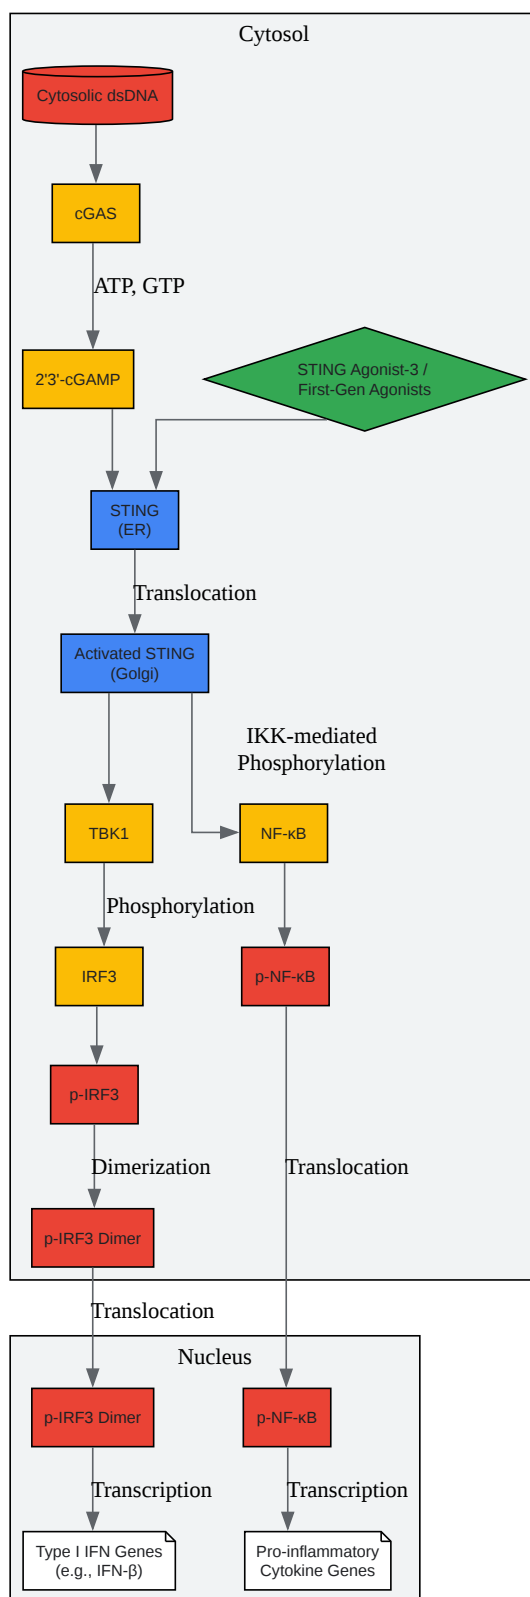 Cytosol
Cytosolic dsDNA
cGAS
ATP, GTP
2'3'-cGAMP
STING Agonist-3 /
First-Gen Agonists
STING
(ER)
Translocation
Activated STING
(Golgi)
IKK-mediated
Phosphorylation
TBK1
NF-κB
Phosphorylation
IRF3
p-NF-κB
p-IRF3
Dimerization
Translocation
p-IRF3 Dimer
Translocation
Nucleus
p-IRF3 Dimer
p-NF-κB
Transcription
Transcription
Type I IFN Genes
(e.g., IFN-β)
Pro-inflammatory
Cytokine Genes